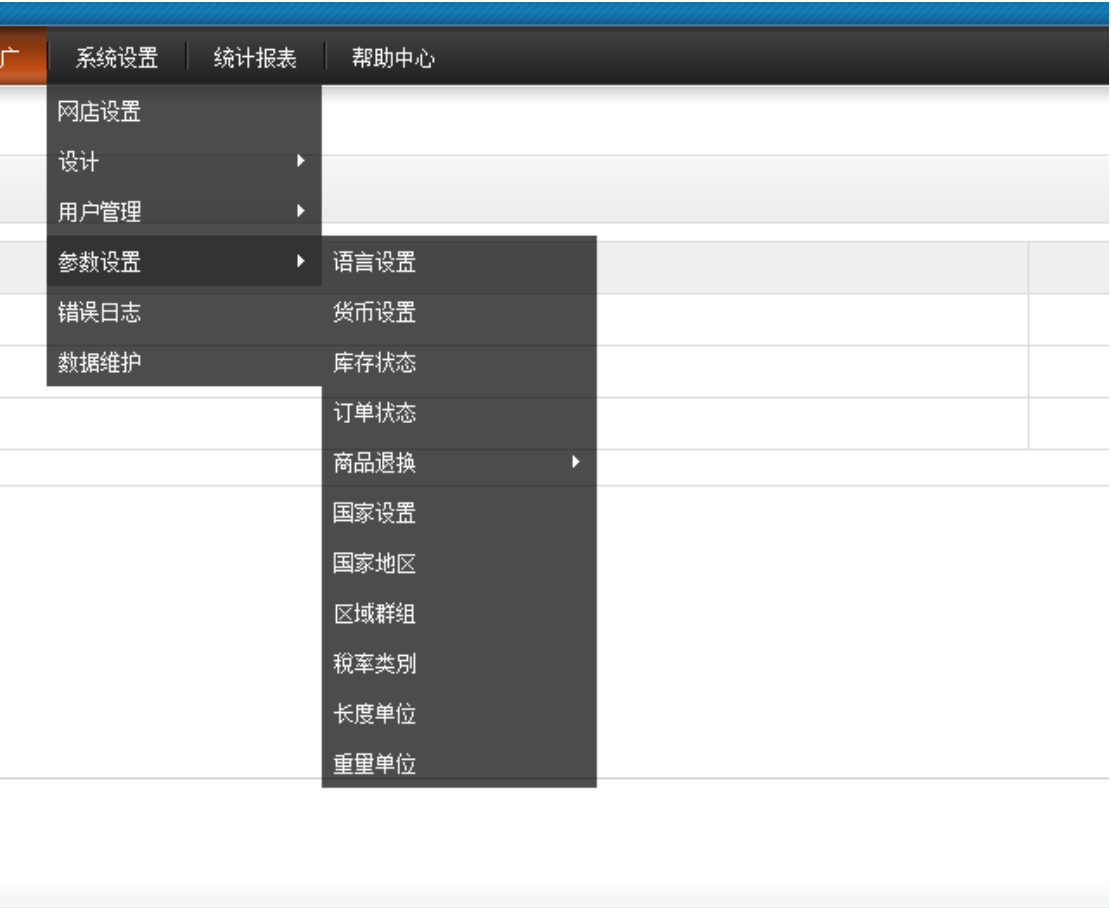 广 系统设置 统计报表 帮助中心
网店设置
设计
用户管理
参数设置 语言设置
错误日志 货币设置
数据维护 库存状态
订单状态
商品退换
国家设置
国家地区
区域群组
税率类别
长度单位
重量单位